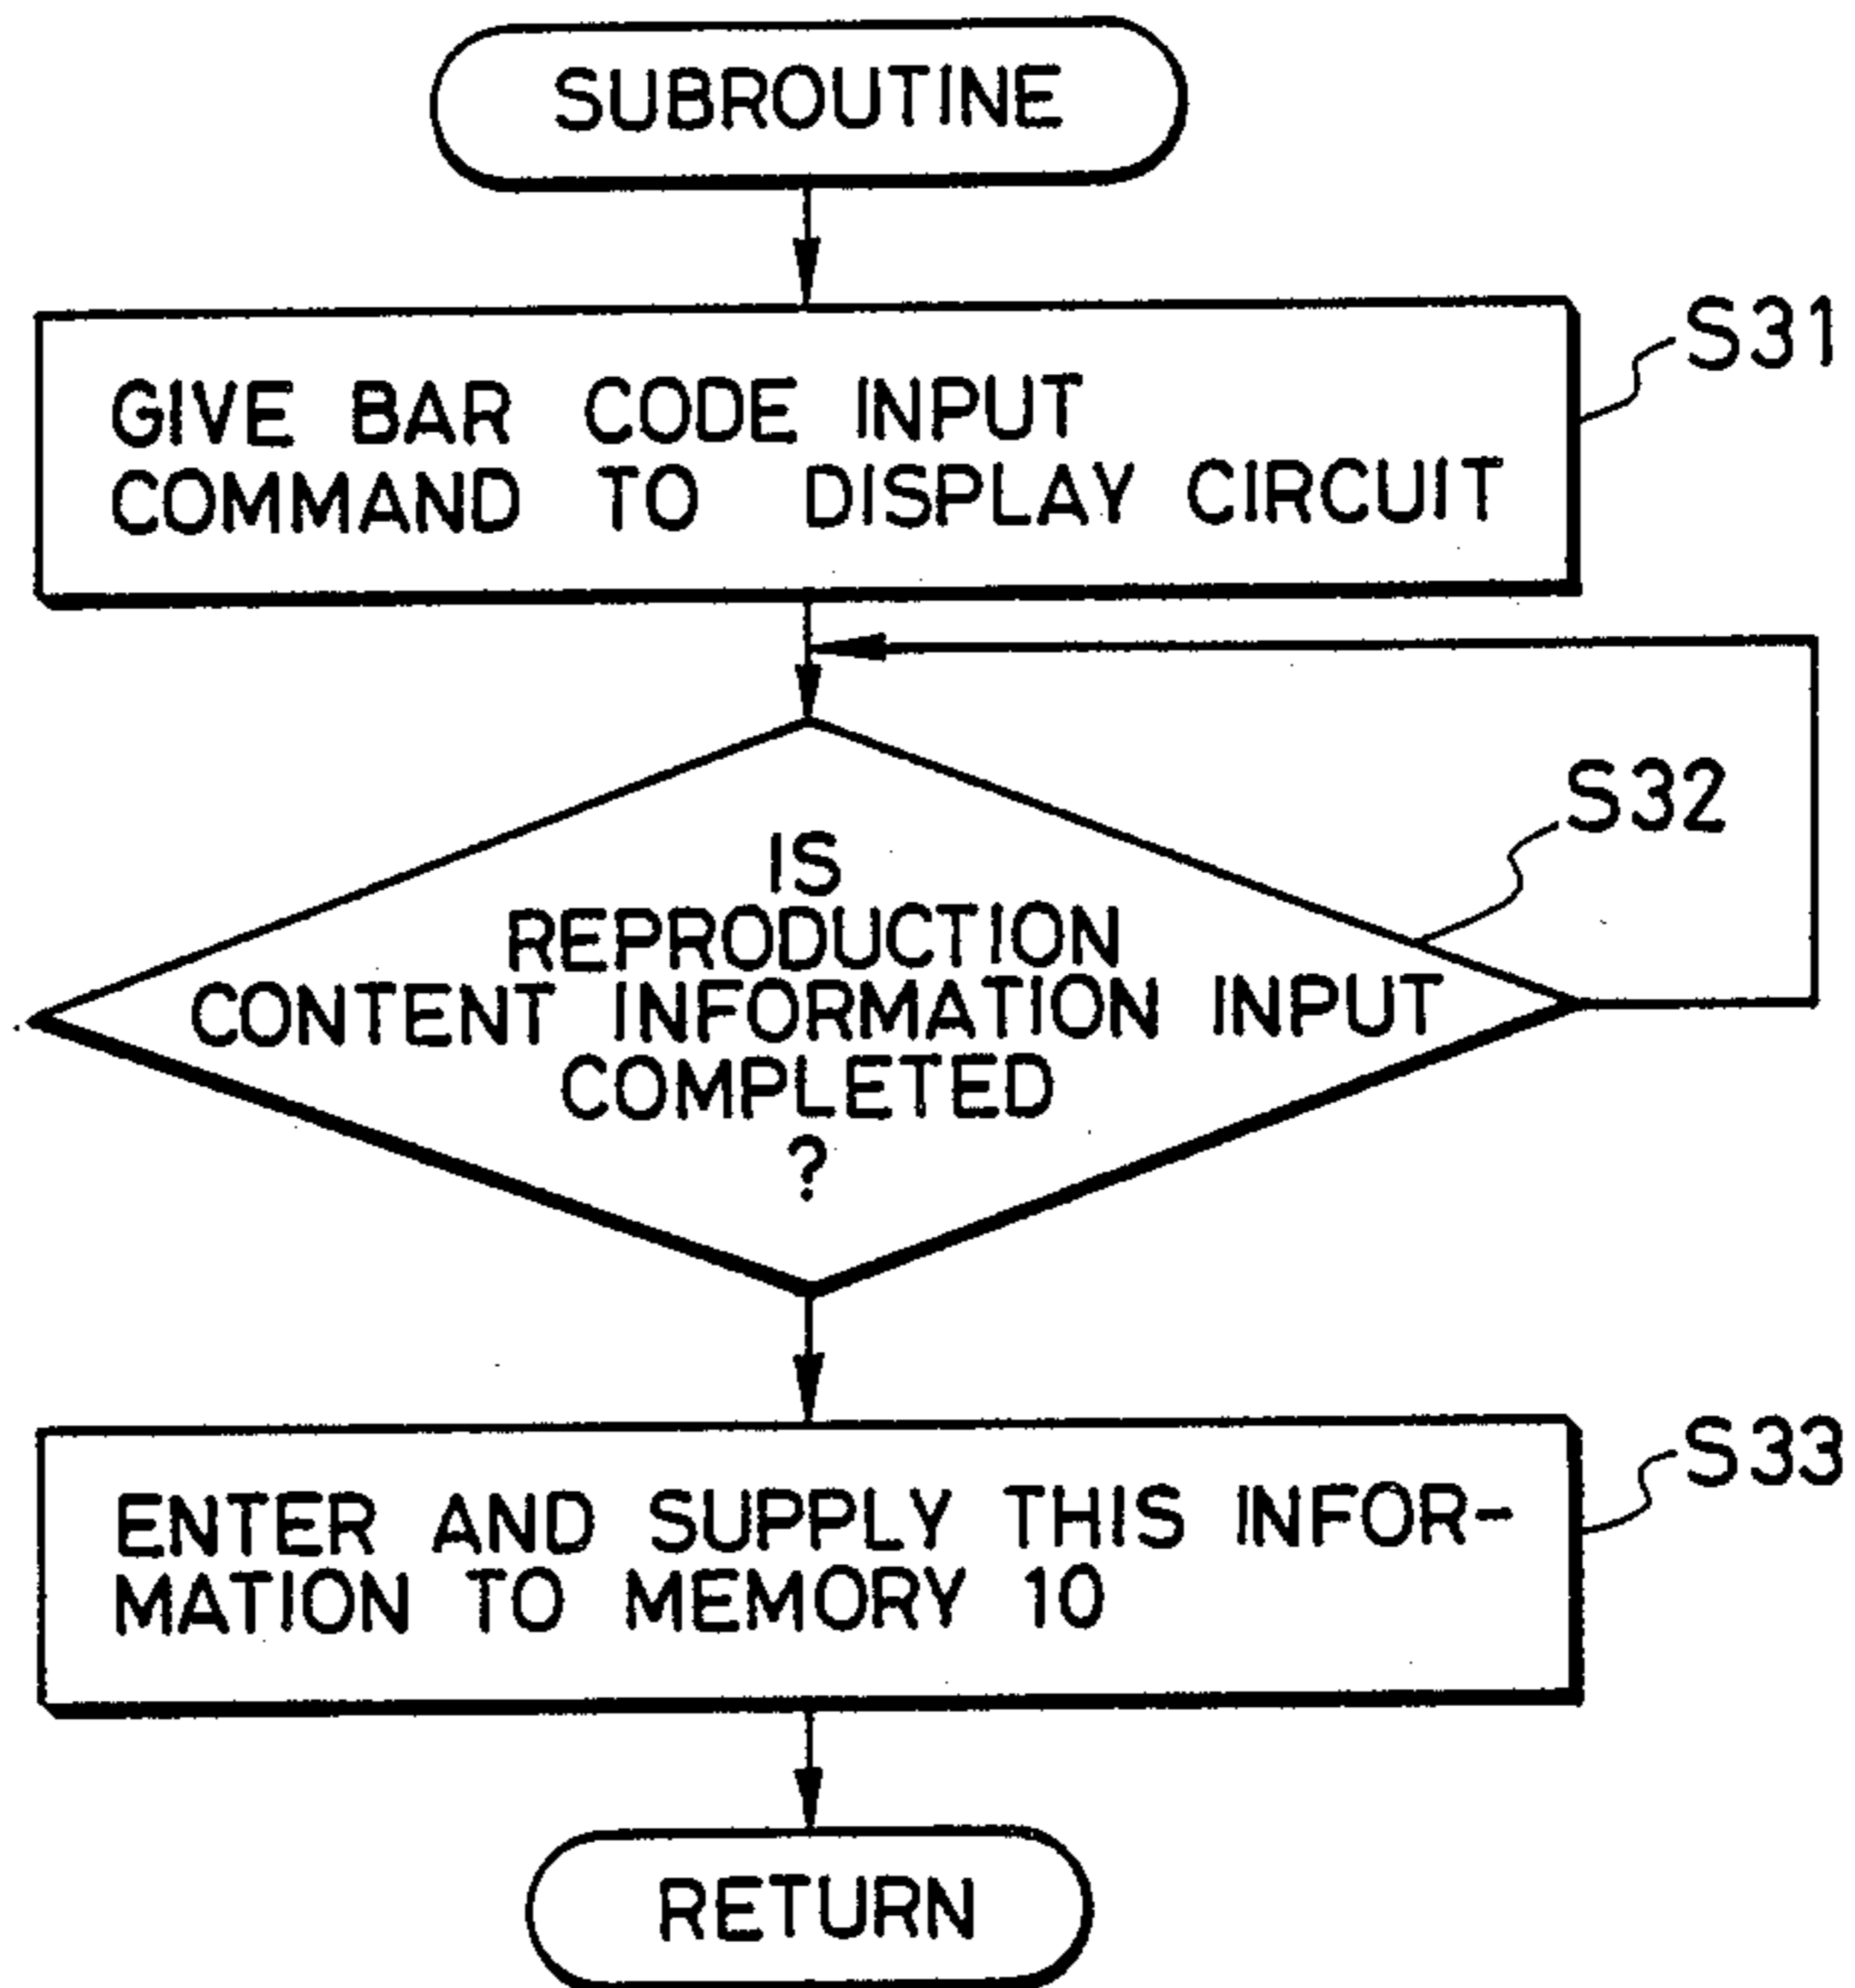 SUBROUTINE
GIVE BAR CODE INPUT
COMMAND TO DISPLAY CIRCUIT
S31
IS
REPRODUCTION
CONTENT INFORMATION INPUT
COMPLETED
?
S32
ENTER AND SUPPLY THIS INFOR-
MATION TO MEMORY 10
S33
RETURN